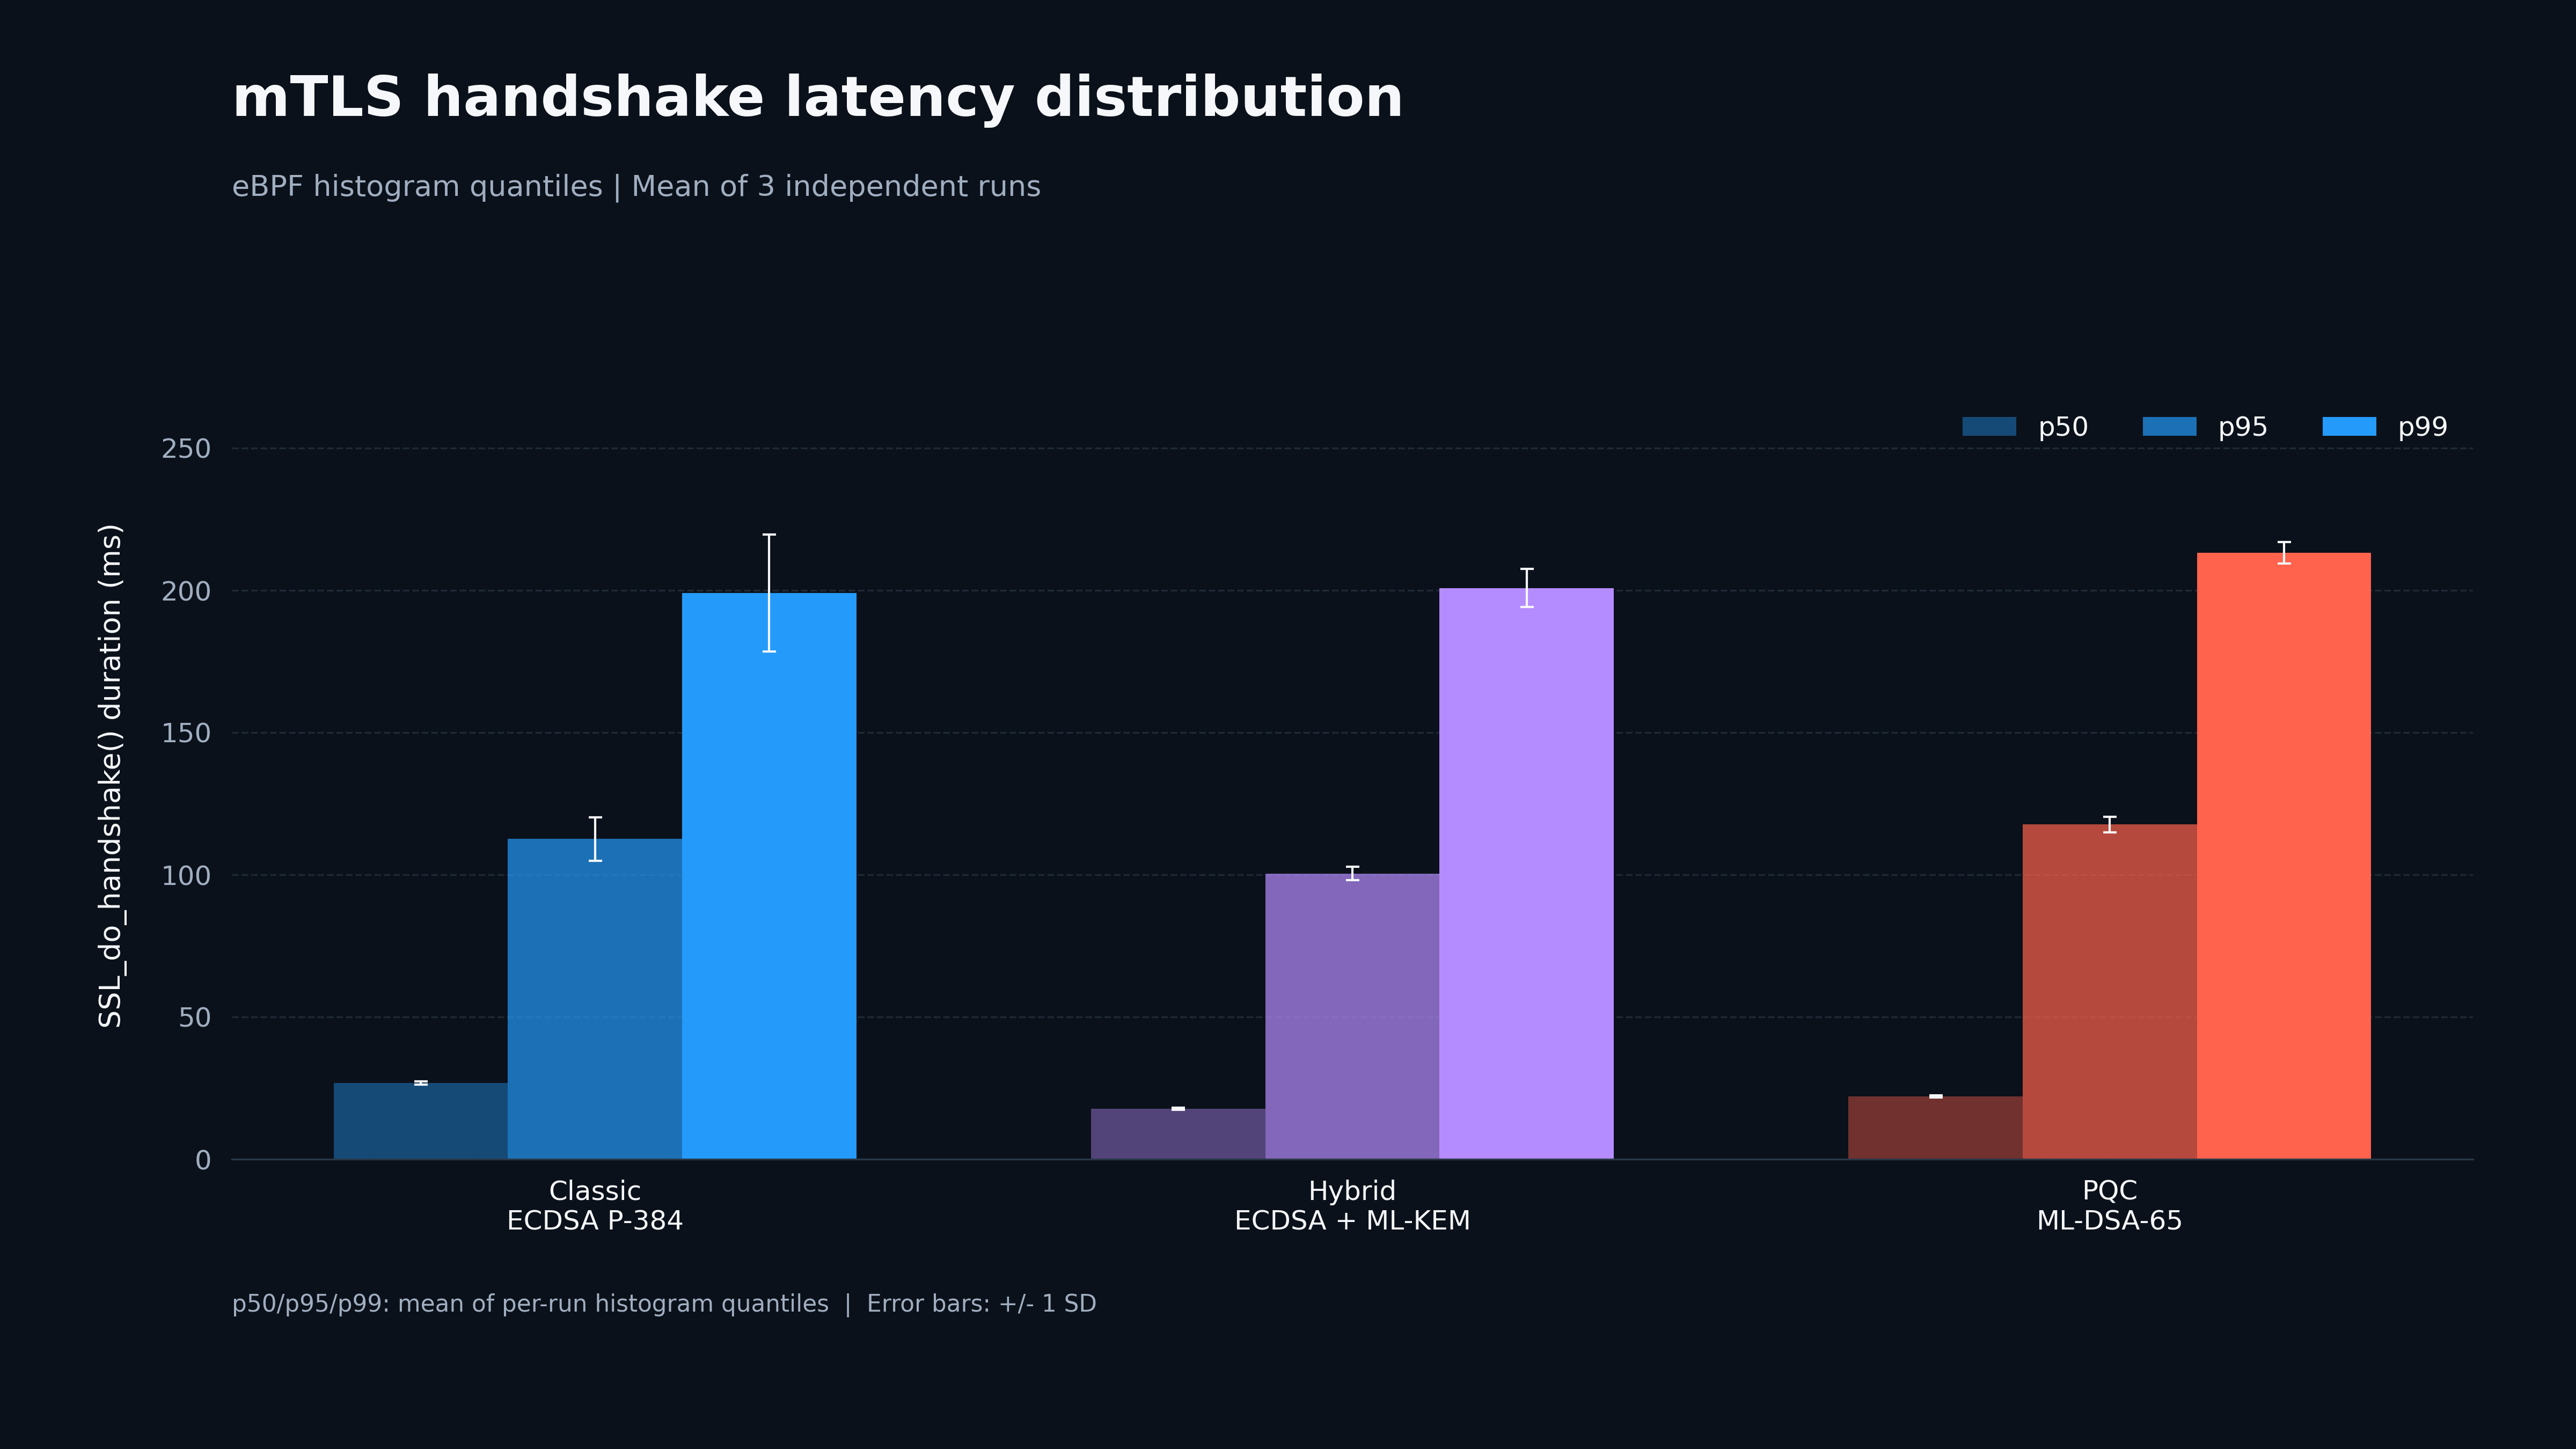 mTLS handshake latency distribution
eBPF histogram quantiles | Mean of 3 independent runs
p50 p95 p99
SSL_do_handshake() duration (ms)
250
200
150
100
50
0
Classic
ECDSA P-384
Hybrid
ECDSA + ML-KEM
PQC
ML-DSA-65
p50/p95/p99: mean of per-run histogram quantiles | Error bars: +/- 1 SD